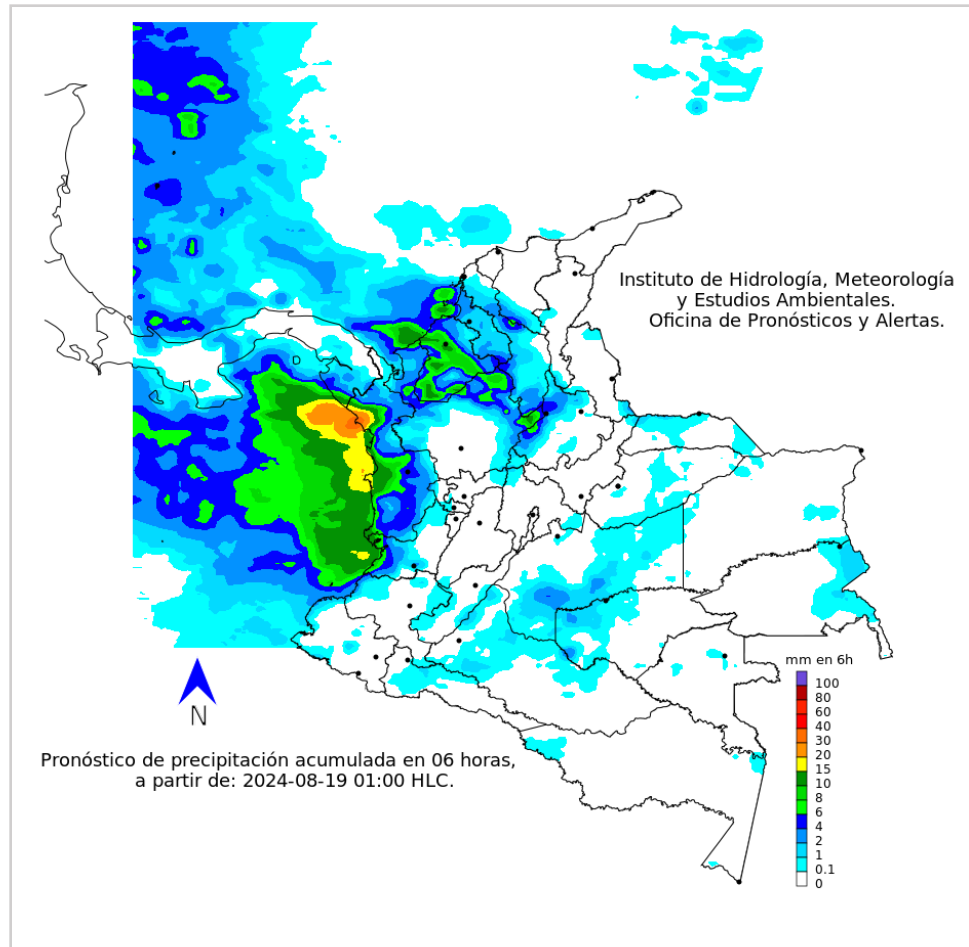 Instituto de Hidrología, Meteorología
y Estudios Ambientales.
Oficina de Pronósticos y Alertas.
mm en 6h
100
80
60
40
30
20
15
10
8
6
4
2
1
0.1
0
N
Pronóstico de precipitación acumulada en 06 horas,
a partir de: 2024-08-19 01:00 HLC.